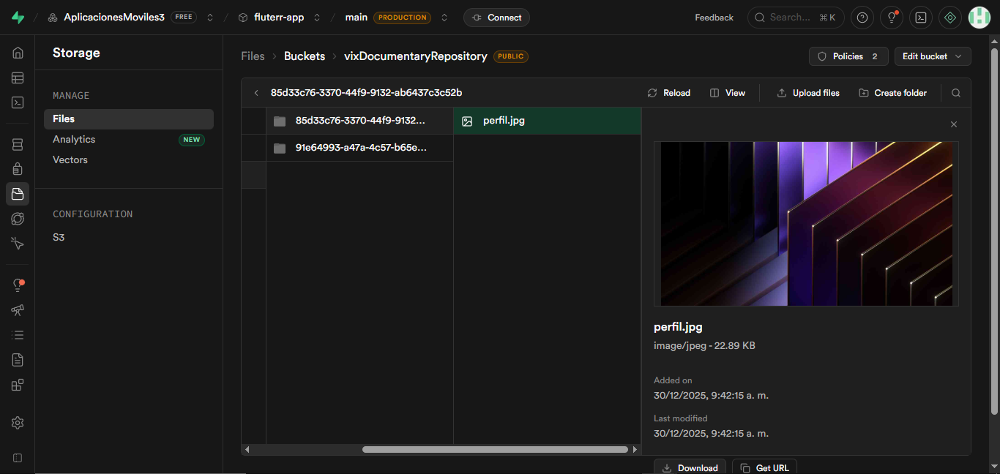 AplicacionesMoviles3 FREE fluterr-app main PRODUCTION Connect Feedback Search... ⌘K
Storage
MANAGE
Files
Analytics NEW
Vectors
CONFIGURATION
S3
Files > Buckets > vixDocumentaryRepository PUBLIC Policies 2 Edit bucket
85d33c76-3370-44f9-9132-ab6437c3c52b Reload View Upload files Create folder
85d33c76-3370-44f9-9132... perfil.jpg
91e64993-a47a-4c57-b65e...
perfil.jpg
image/jpeg - 22.89 KB
Added on
30/12/2025, 9:42:15 a. m.
Last modified
30/12/2025, 9:42:15 a. m.
Download Get URL